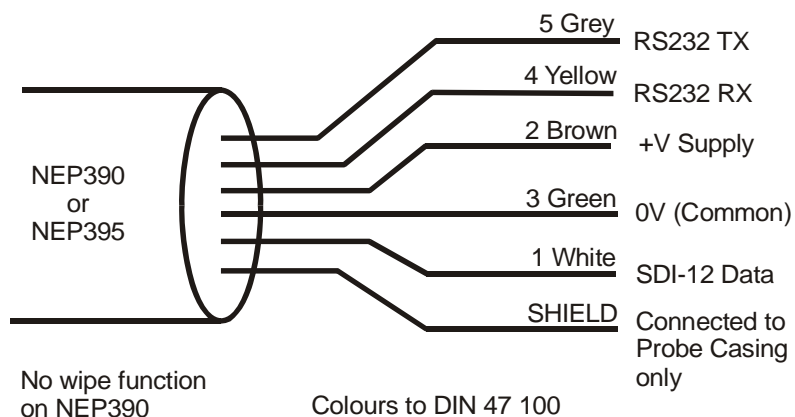 5 Grey RS232 TX
4 Yellow RS232 RX
2 Brown +V Supply
NEP390
or
NEP395
3 Green 0V (Common)
1 White SDI-12 Data
SHIELD Connected to
Probe Casing
only
No wipe function
on NEP390
Colours to DIN 47 100